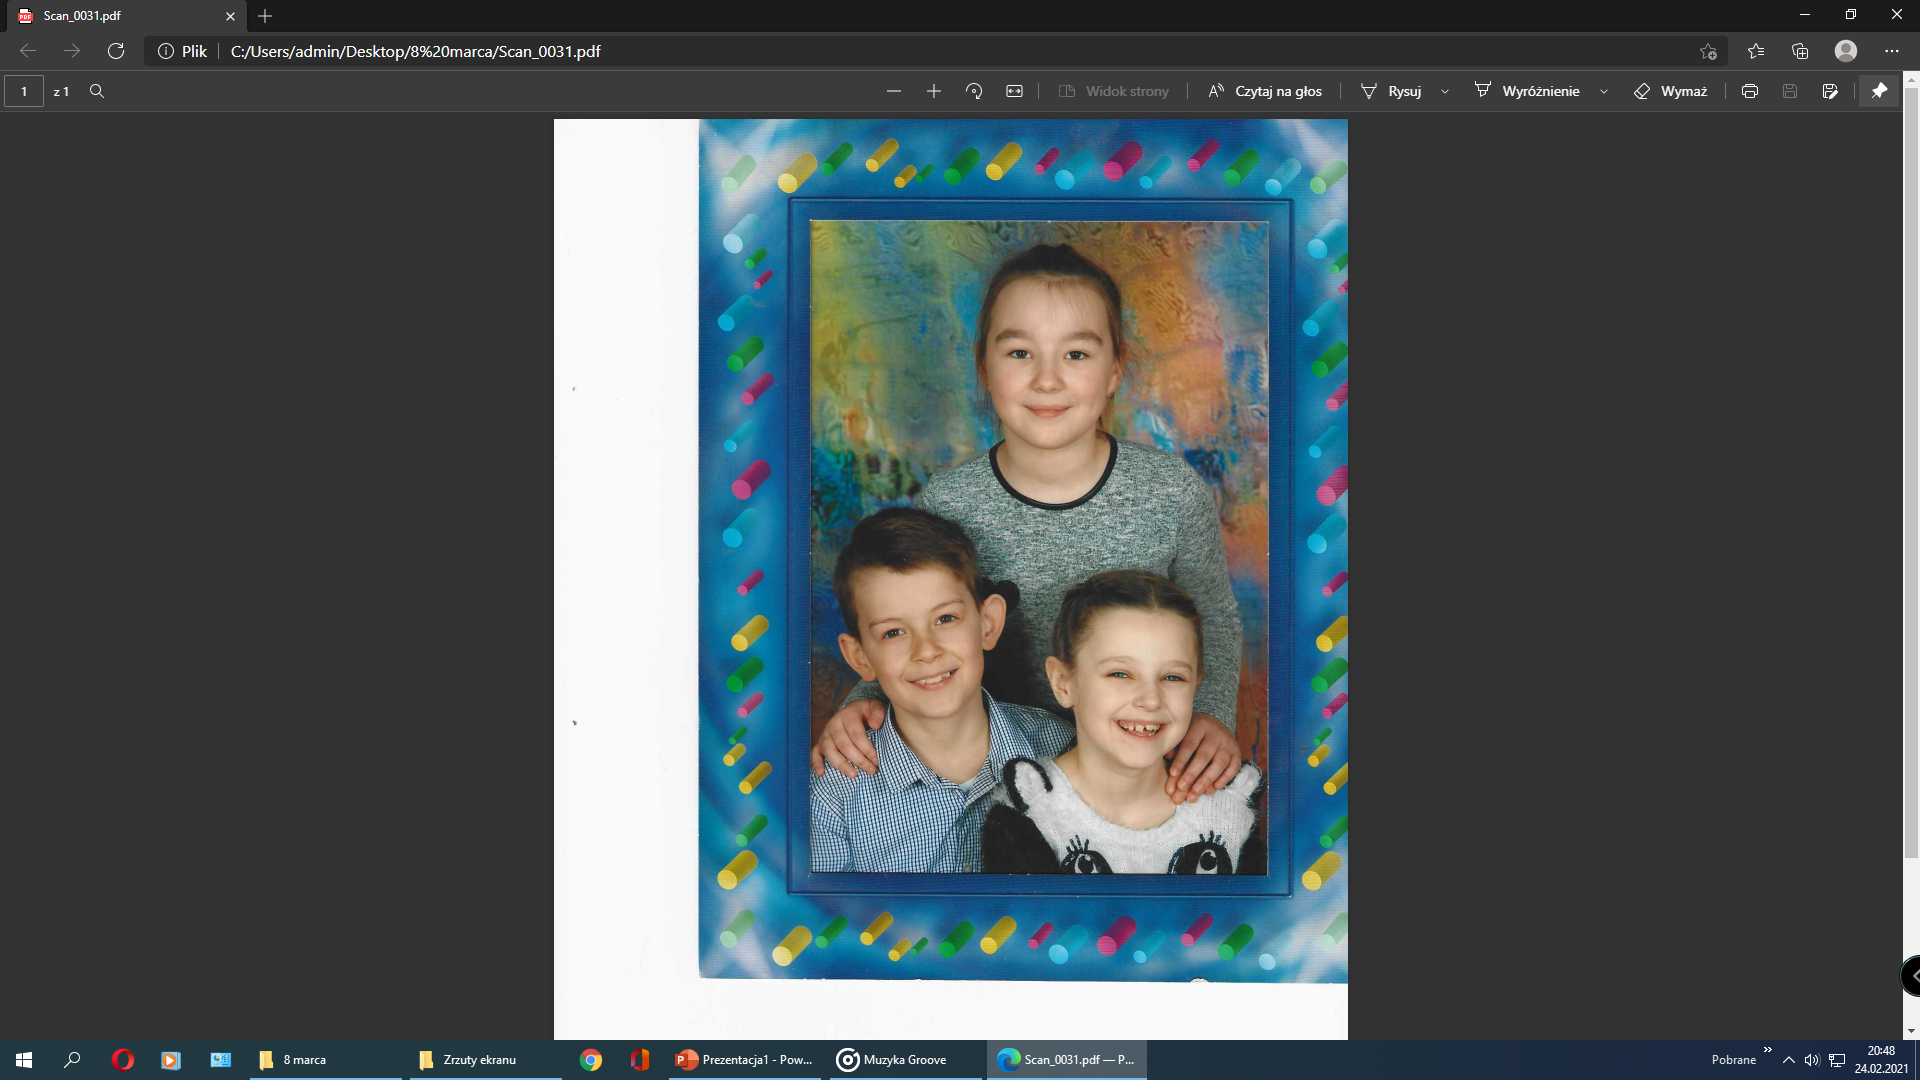 Scan_0031.pdf
Plik
C:/Users/admin/Desktop/8%20marca/Scan_0031.pdf
1 z 1
Widok strony
Czytaj na głos
Rysuj
Wyróżnienie
Wymaż
8 marca
Zrzuty ekranu
Prezentacja1 - Pow...
Muzyka Groove
Scan_0031.pdf — P...
Pobrane
20:48
24.02.2021